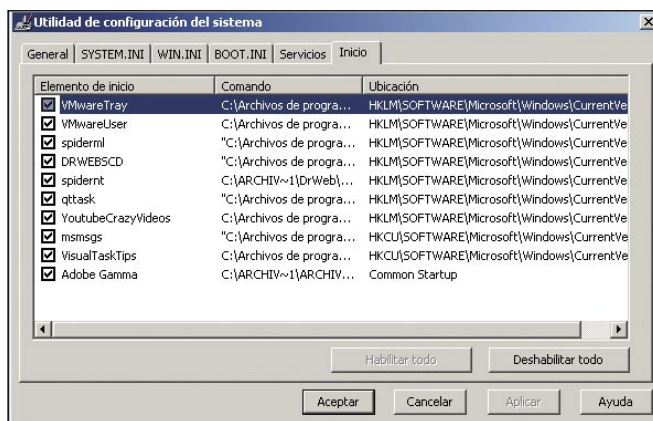 Utilidad de configuración del sistema
General SYSTEM.INI WIN.INI BOOT.INI Servicios Inicio
Elemento de inicio Comando Ubicación
VMwareTray C:\Archivos de progra... HKLM\SOFTWARE\Microsoft\Windows\CurrentVe
VMwareUser C:\Archivos de progra... HKLM\SOFTWARE\Microsoft\Windows\CurrentVe
spiderml "C:\Archivos de progra... HKLM\SOFTWARE\Microsoft\Windows\CurrentVe
DRWEBSCD "C:\Archivos de progra... HKLM\SOFTWARE\Microsoft\Windows\CurrentVe
spidernt C:\ARCHIV~1\DrWeb\... HKLM\SOFTWARE\Microsoft\Windows\CurrentVe
qttask "C:\Archivos de progra... HKLM\SOFTWARE\Microsoft\Windows\CurrentVe
YoutubeCrazyVideos C:\Archivos de progra... HKLM\SOFTWARE\Microsoft\Windows\CurrentVe
msmsgs "C:\Archivos de progra... HKCU\SOFTWARE\Microsoft\Windows\CurrentVe
VisualTaskTips C:\Archivos de progra... HKCU\SOFTWARE\Microsoft\Windows\CurrentVe
Adobe Gamma C:\ARCHIV~1\ARCHIV... Common Startup
Habilitar todo Deshabilitar todo
Aceptar Cancelar Aplicar Ayuda